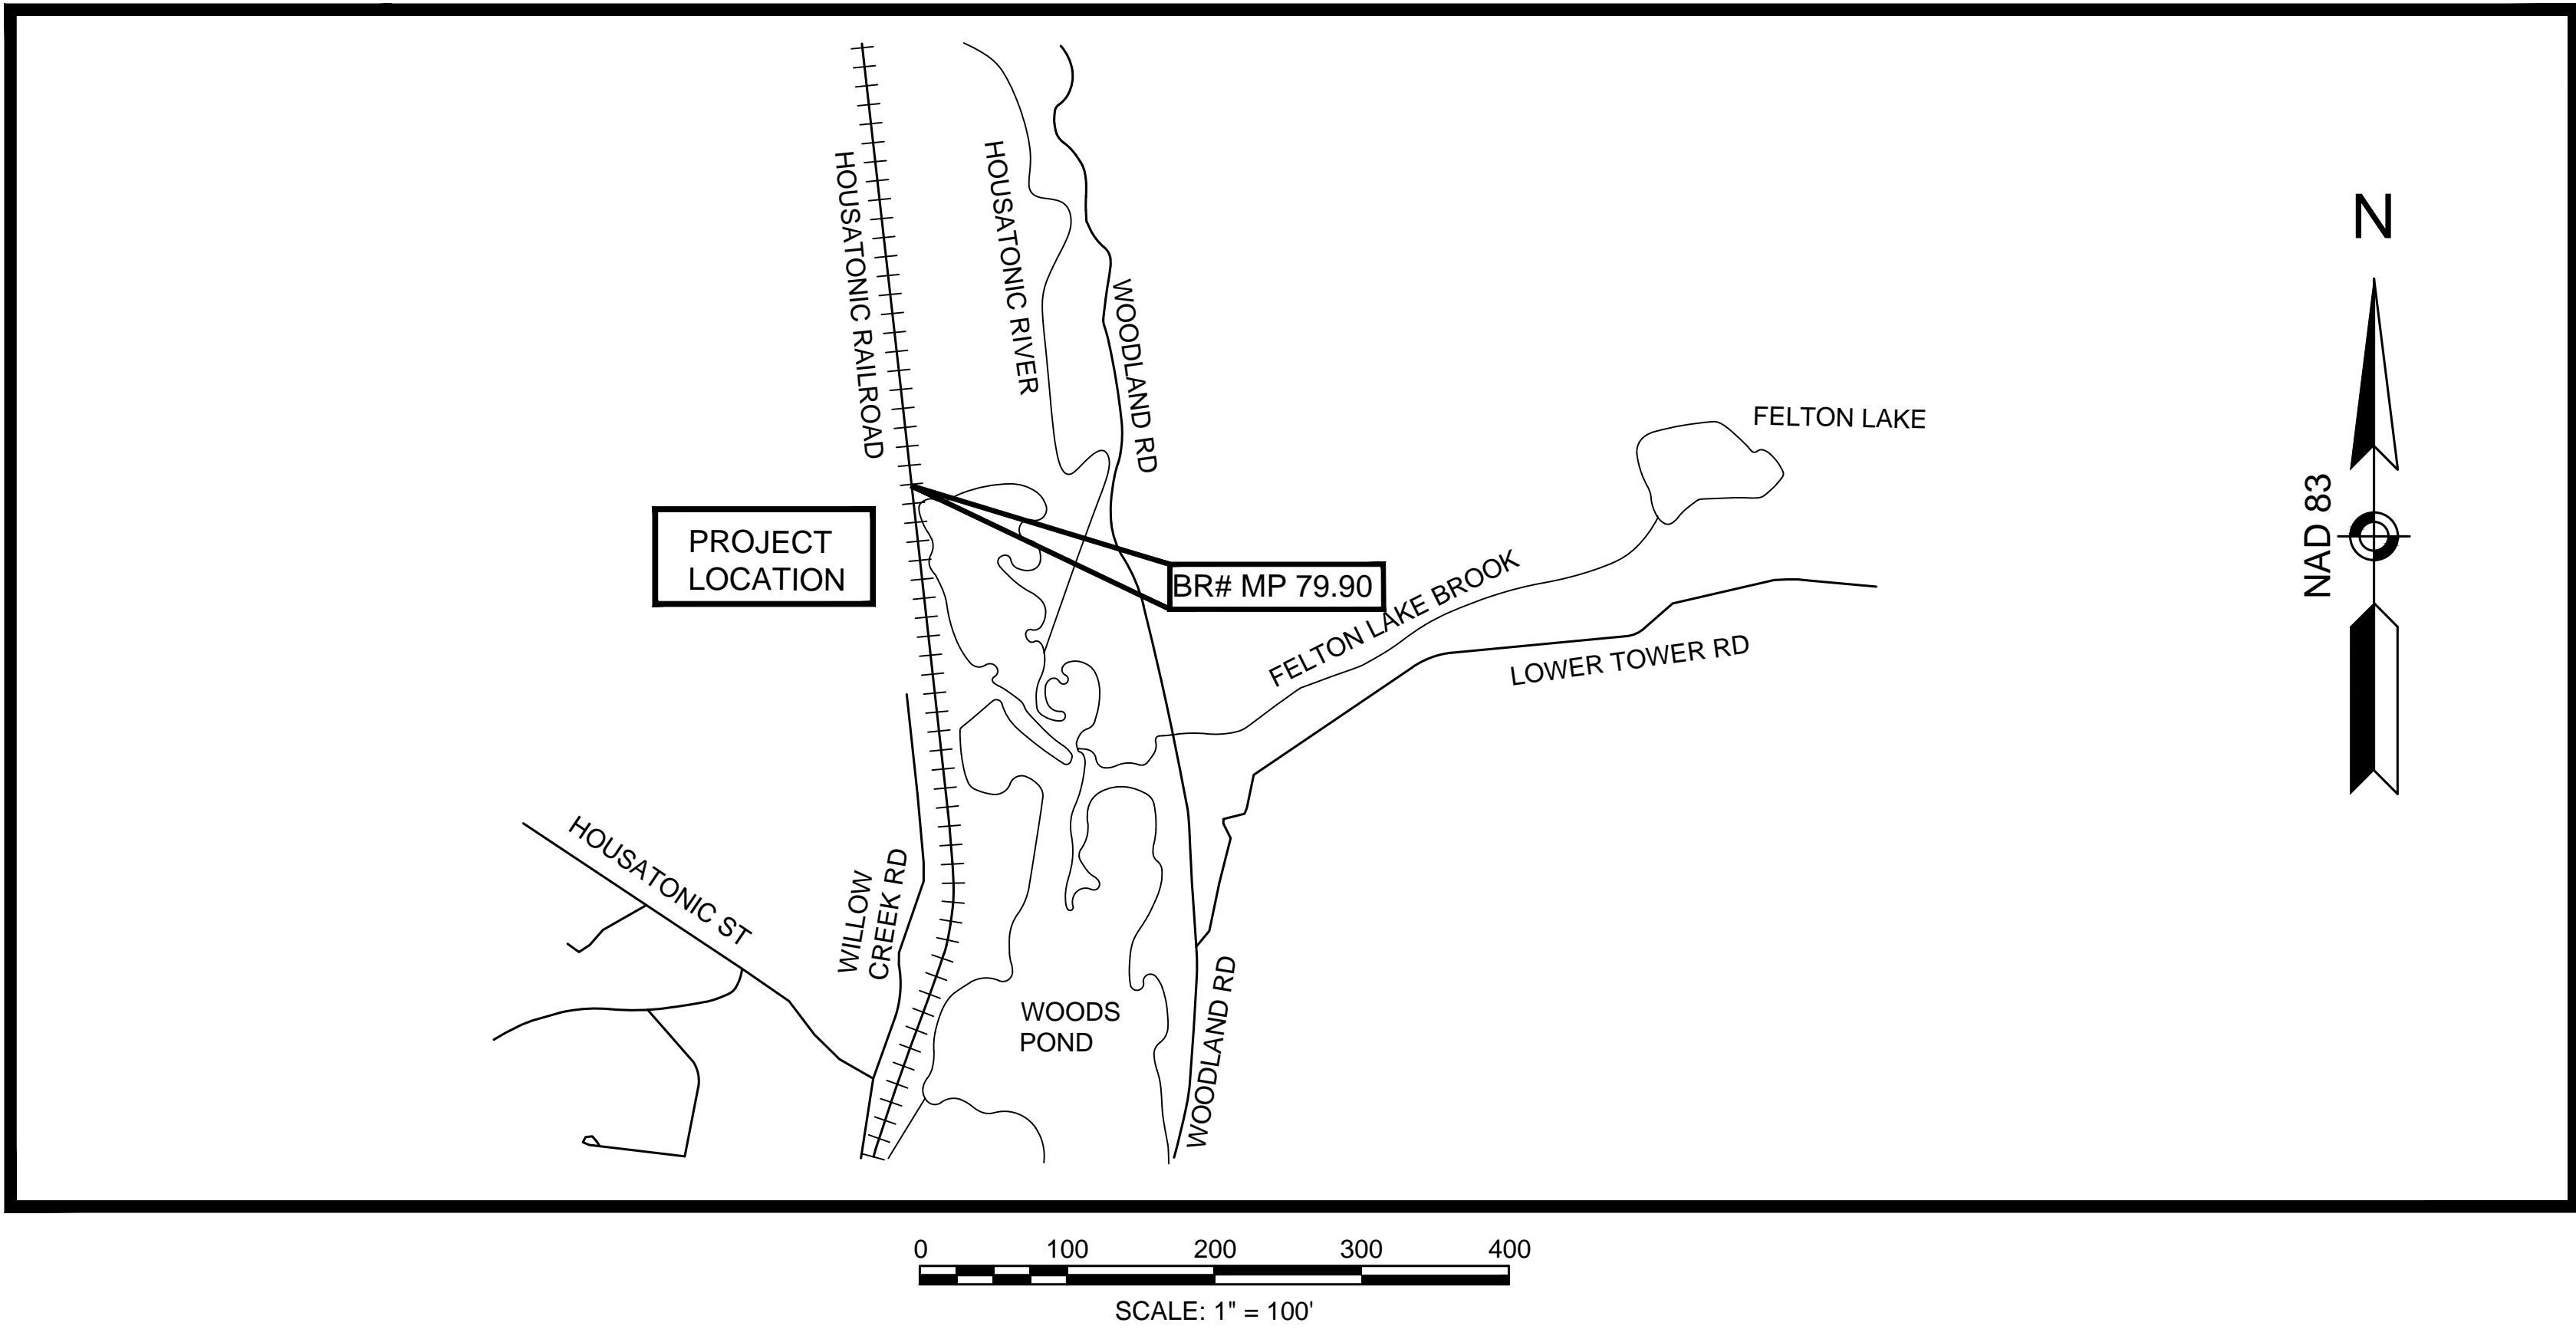 N
HOUSATONIC RAILROAD
HOUSATONIC RIVER
WOODLAND RD
FELTON LAKE
NAD 83
PROJECT
LOCATION
BR# MP 79.90
FELTON LAKE BROOK
LOWER TOWER RD
HOUSATONIC ST
WILLOW
CREEK RD
WOODS
POND
WOODLAND RD
0 100 200 300 400
SCALE: 1" = 100'